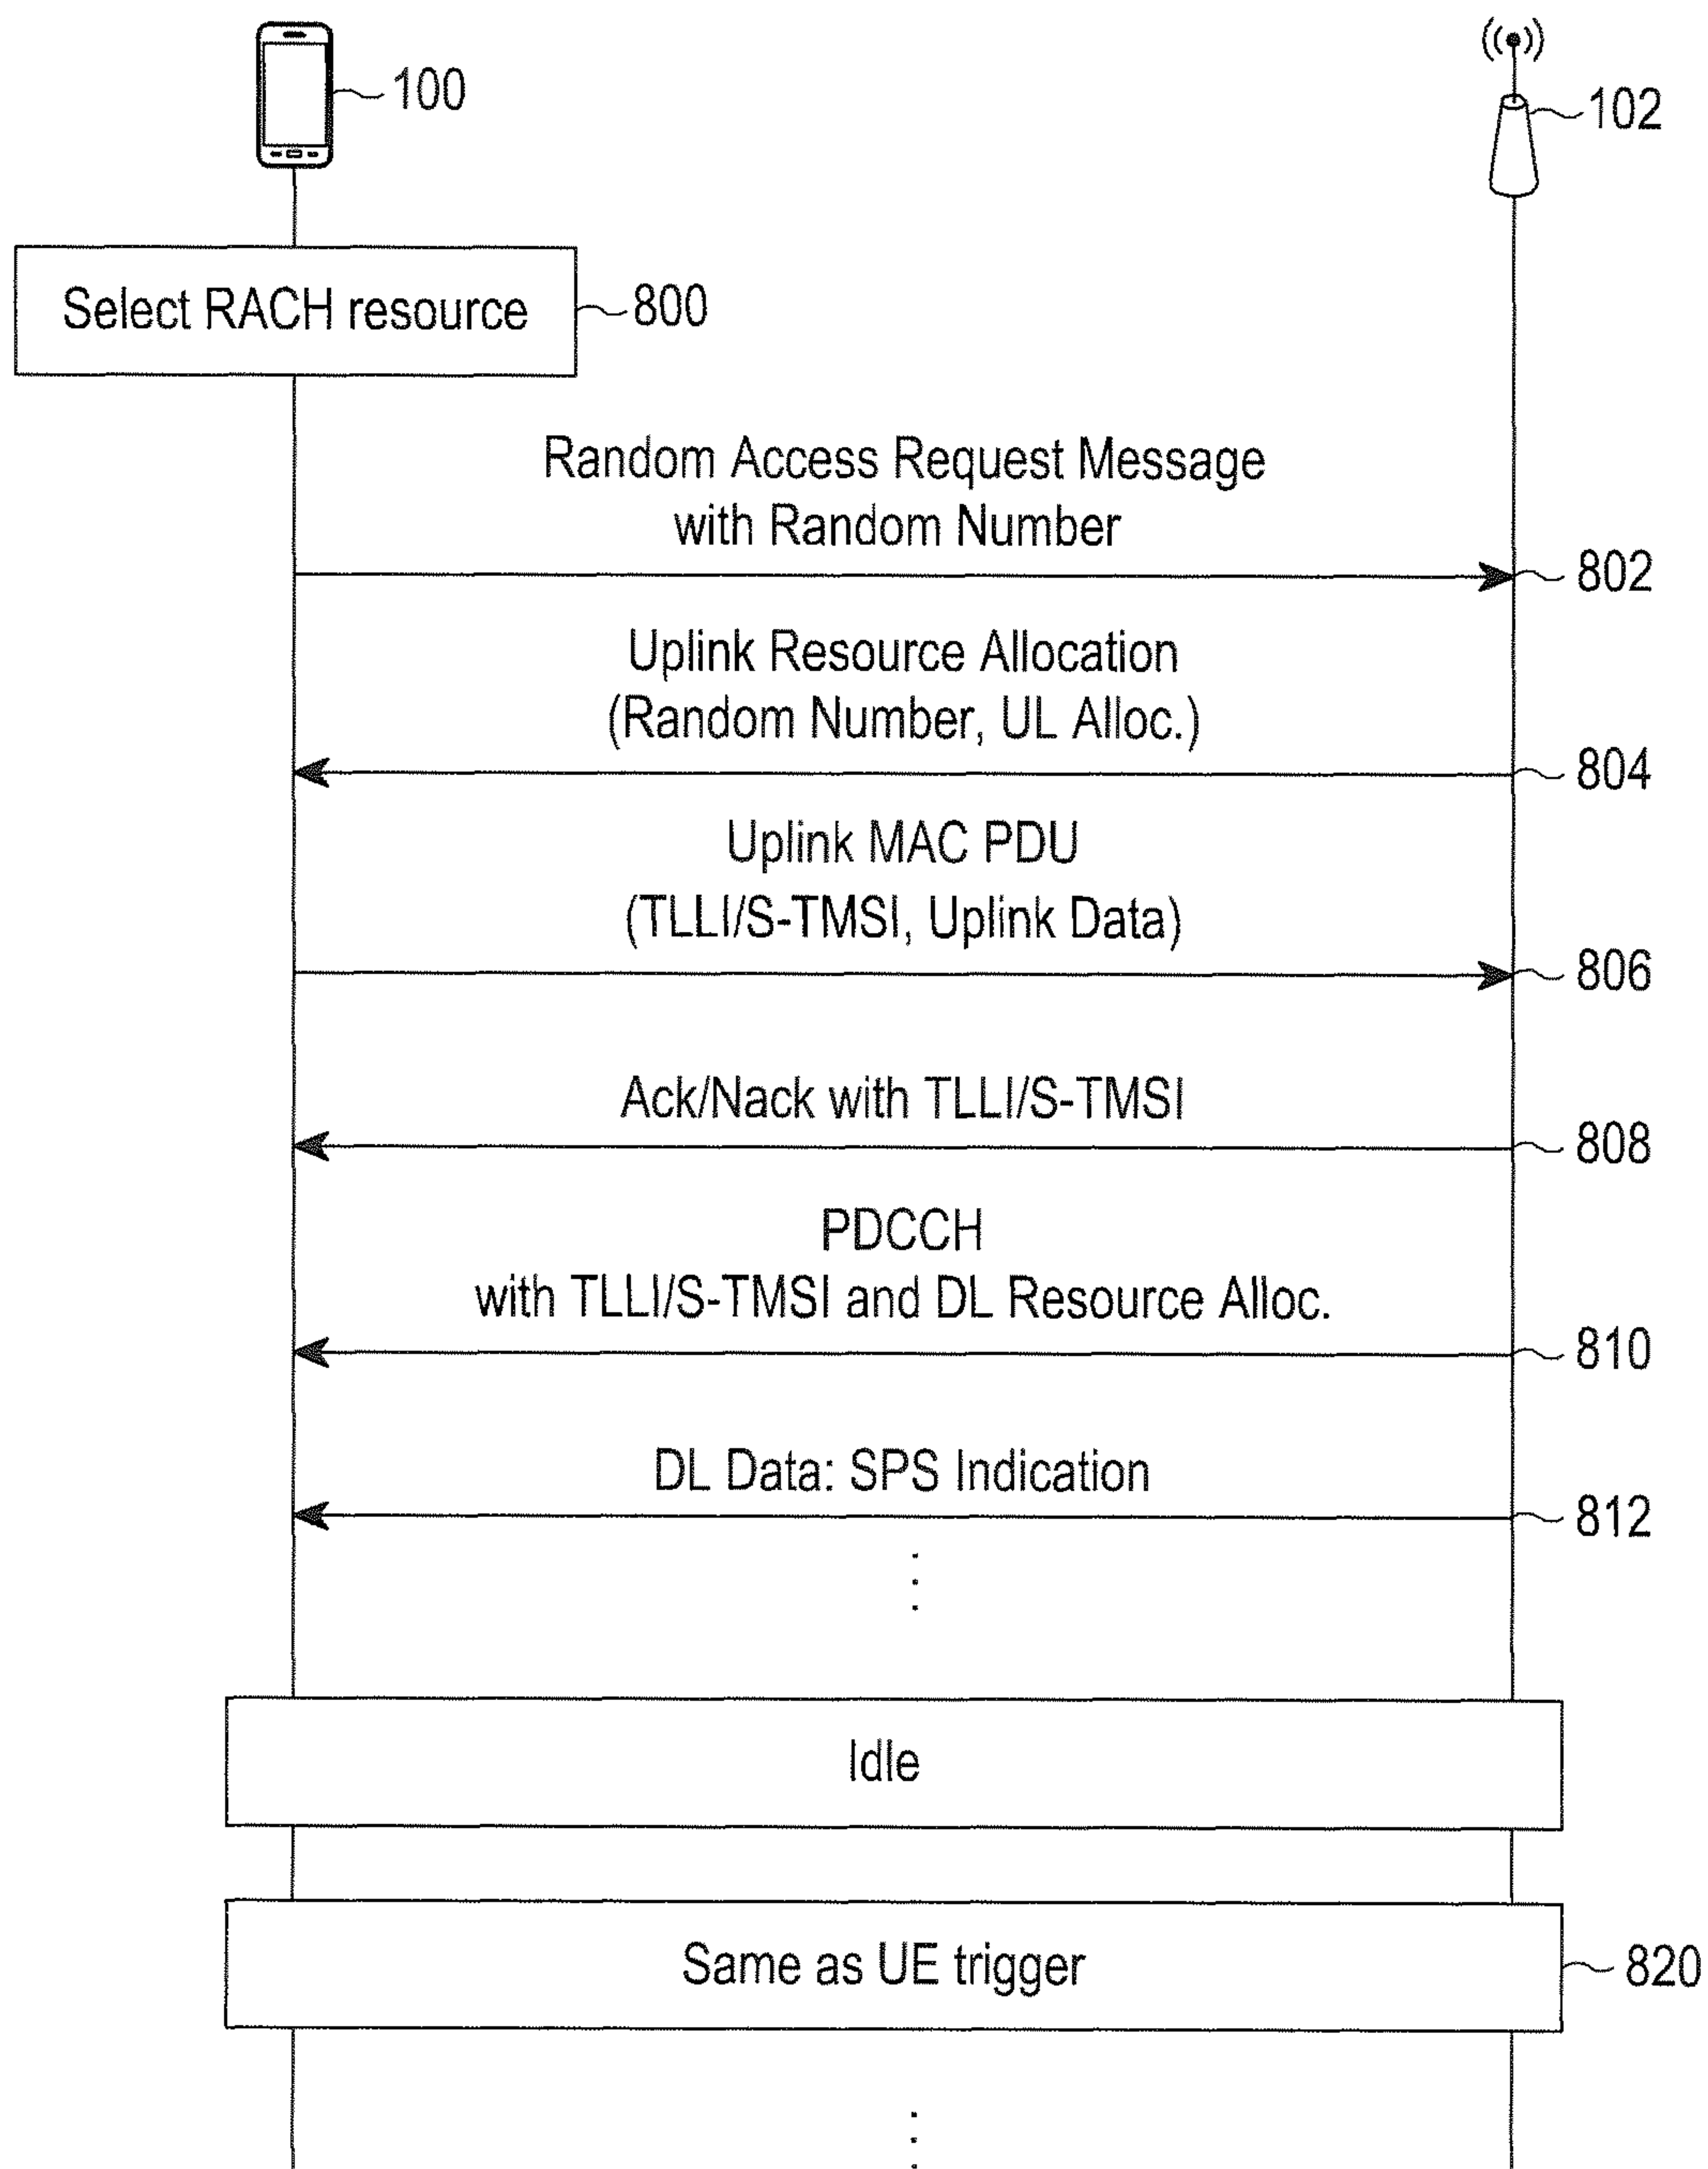 100
102
Select RACH resource
800
Random Access Request Message
with Random Number
802
Uplink Resource Allocation
(Random Number, UL Alloc.)
804
Uplink MAC PDU
(TLLI/S-TMSI, Uplink Data)
806
Ack/Nack with TLLI/S-TMSI
808
PDCCH
with TLLI/S-TMSI and DL Resource Alloc.
810
DL Data: SPS Indication
812
Idle
Same as UE trigger
820